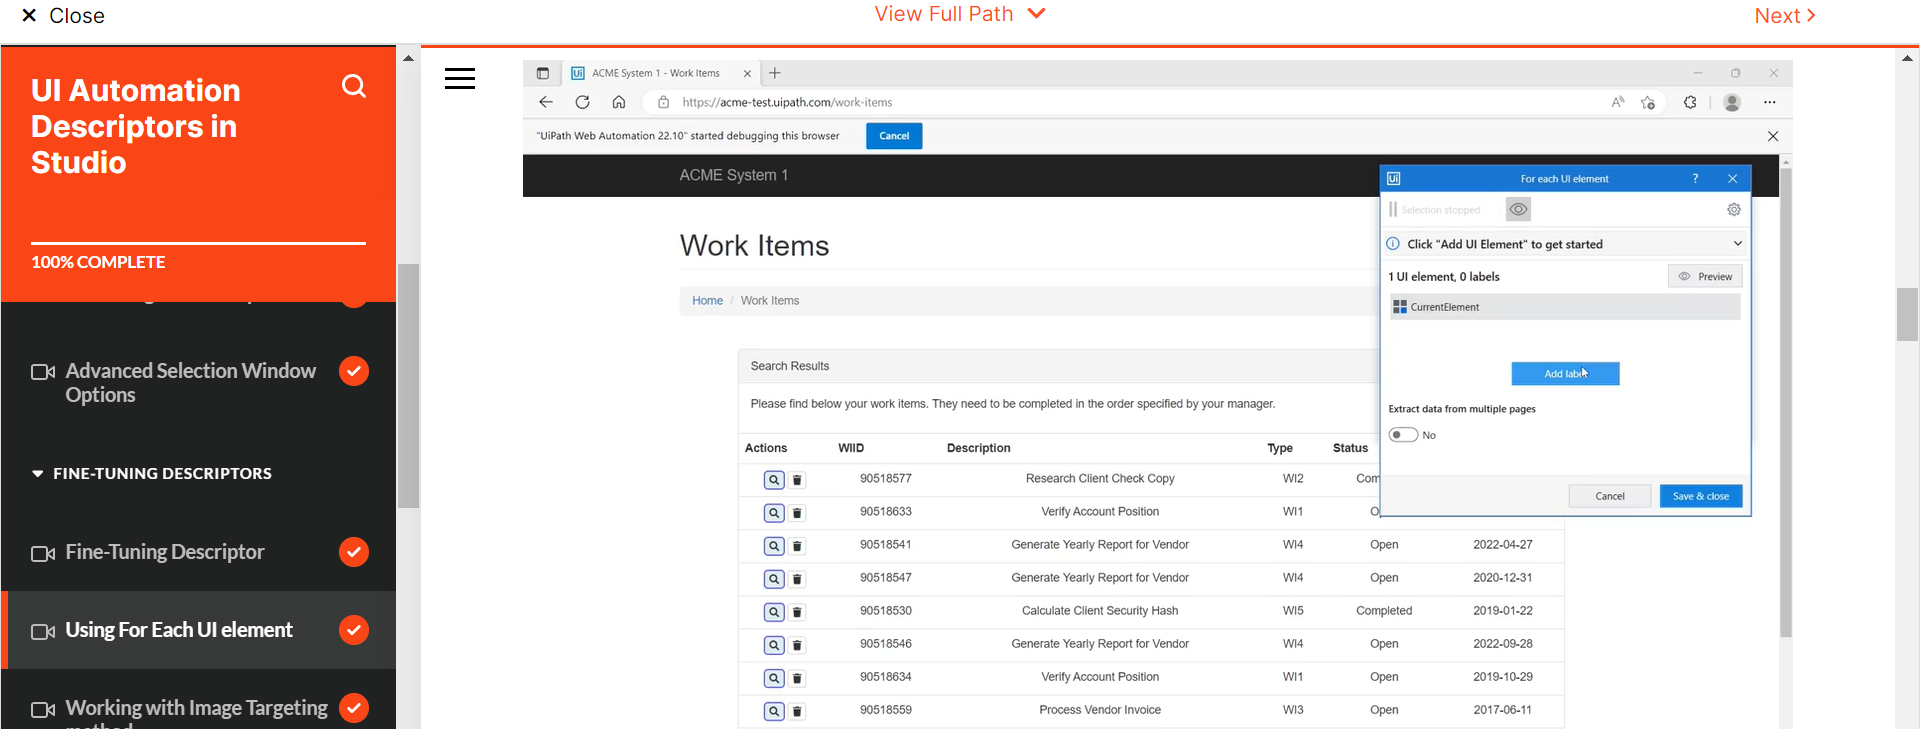 Close
View Full Path
Next
UI Automation
Descriptors in
Studio
100% COMPLETE
Advanced Selection Window
Options
FINE-TUNING DESCRIPTORS
Fine-Tuning Descriptor
Using For Each UI element
Working with Image Targeting
method
Ui ACME System 1 - Work Items
https://acme-test.uipath.com/work-items
"UiPath Web Automation 22.10" started debugging this browser Cancel
ACME System 1
Work Items
Home / Work Items
Search Results
Please find below your work items. They need to be completed in the order specified by your manager.
Actions WIID Description Type Status
90518577 Research Client Check Copy WI2 Com
90518633 Verify Account Position WI1 O
90518541 Generate Yearly Report for Vendor WI4 Open 2022-04-27
90518547 Generate Yearly Report for Vendor WI4 Open 2020-12-31
90518530 Calculate Client Security Hash WI5 Completed 2019-01-22
90518546 Generate Yearly Report for Vendor WI4 Open 2022-09-28
90518634 Verify Account Position WI1 Open 2019-10-29
90518559 Process Vendor Invoice WI3 Open 2017-06-11
Ui For each UI element ?
Selection stopped
Click "Add UI Element" to get started
1 UI element, 0 labels Preview
CurrentElement
Add label
Extract data from multiple pages
No
Cancel Save & close